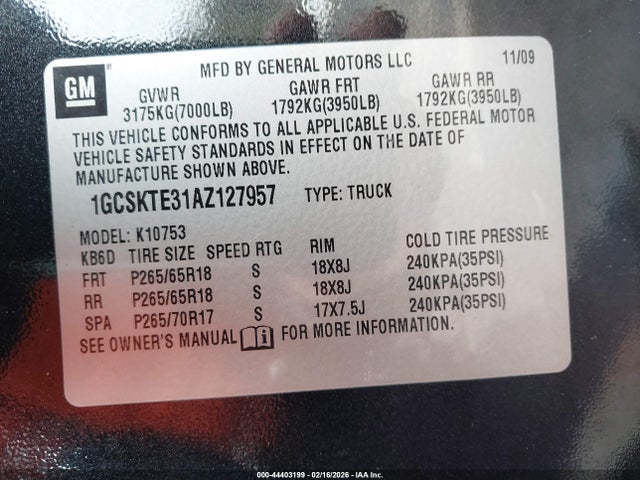 GM
MFD BY GENERAL MOTORS LLC 11/09
GVWR GAWR FRT GAWR RR
3175KG(7000LB) 1792KG(3950LB) 1792KG(3950LB)
THIS VEHICLE CONFORMS TO ALL APPLICABLE U.S. FEDERAL MOTOR
VEHICLE SAFETY STANDARDS IN EFFECT ON THE DATE OF
MANUFACTURE SHOWN ABOVE.
1GCSKTE31AZ127957 TYPE: TRUCK
MODEL: K10753
KB6D TIRE SIZE SPEED RTG RIM COLD TIRE PRESSURE
FRT P265/65R18 S 18X8J 240KPA(35PSI)
RR P265/65R18 S 18X8J 240KPA(35PSI)
SPA P265/70R17 S 17X7.5J 240KPA(35PSI)
SEE OWNER'S MANUAL i FOR MORE INFORMATION.
000-44403199 - 02/16/2026 - IAA Inc.